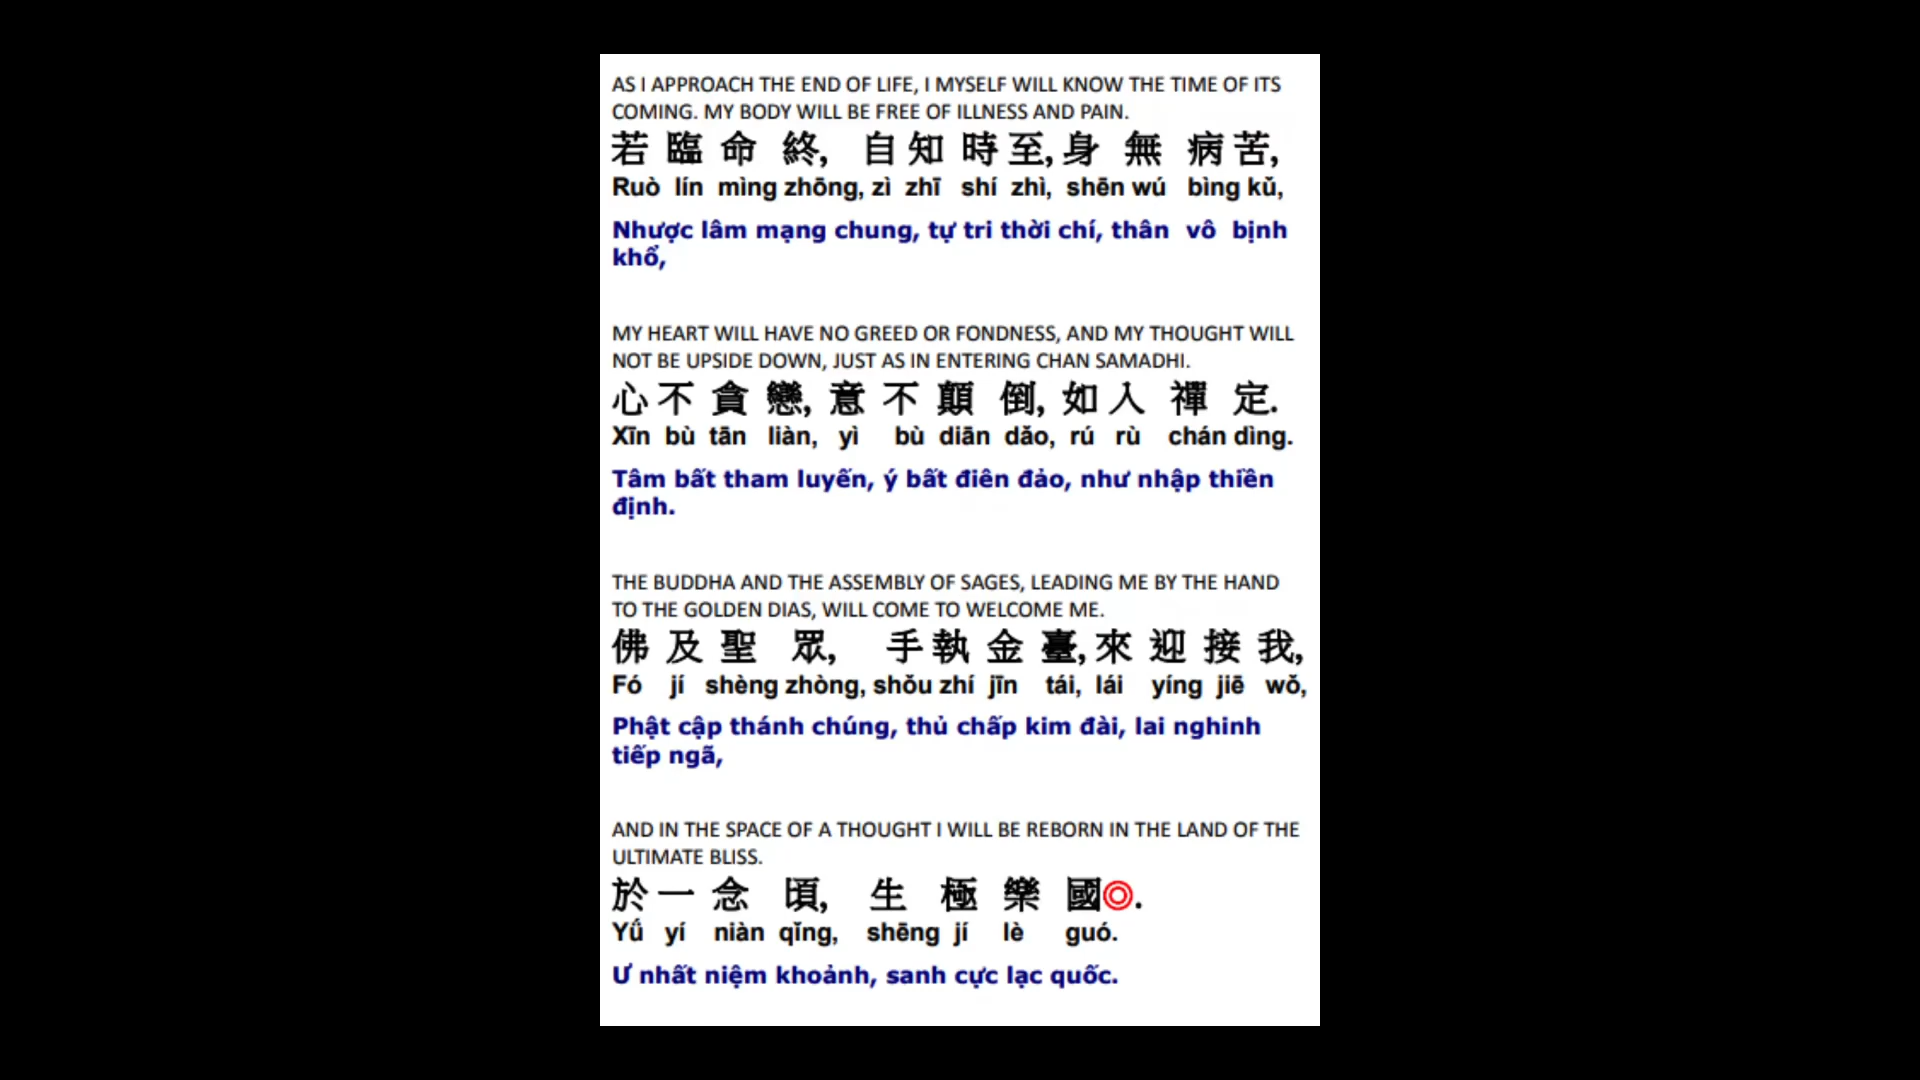 AS I APPROACH THE END OF LIFE, I MYSELF WILL KNOW THE TIME OF ITS
COMING. MY BODY WILL BE FREE OF ILLNESS AND PAIN.
若 臨 命 終, 自 知 時 至, 身 無 病 苦,
Ruò lín mìng zhōng, zì zhī shí zhì, shēn wú bìng kǔ,
Nhược lâm mạng chung, tự tri thời chí, thân vô bịnh
khổ,
MY HEART WILL HAVE NO GREED OR FONDNESS, AND MY THOUGHT WILL
NOT BE UPSIDE DOWN, JUST AS IN ENTERING CHAN SAMADHI.
心 不 貪 戀, 意 不 顛 倒, 如 入 禪 定.
Xīn bù tān liàn, yì bù diān dǎo, rú rù chán dìng.
Tâm bất tham luyến, ý bất điên đảo, như nhập thiền
định.
THE BUDDHA AND THE ASSEMBLY OF SAGES, LEADING ME BY THE HAND
TO THE GOLDEN DIAS, WILL COME TO WELCOME ME.
佛 及 聖 眾, 手 執 金 臺, 來 迎 接 我,
Fó jí shèng zhòng, shǒu zhí jīn tái, lái yíng jiē wǒ,
Phật cập thánh chúng, thủ chấp kim đài, lai nghinh
tiếp ngã,
AND IN THE SPACE OF A THOUGHT I WILL BE REBORN IN THE LAND OF THE
ULTIMATE BLISS.
於 一 念 頃, 生 極 樂 國◎.
Yǘ yí niàn qǐng, shēng jí lè guó.
Ư nhất niệm khoảnh, sanh cực lạc quốc.